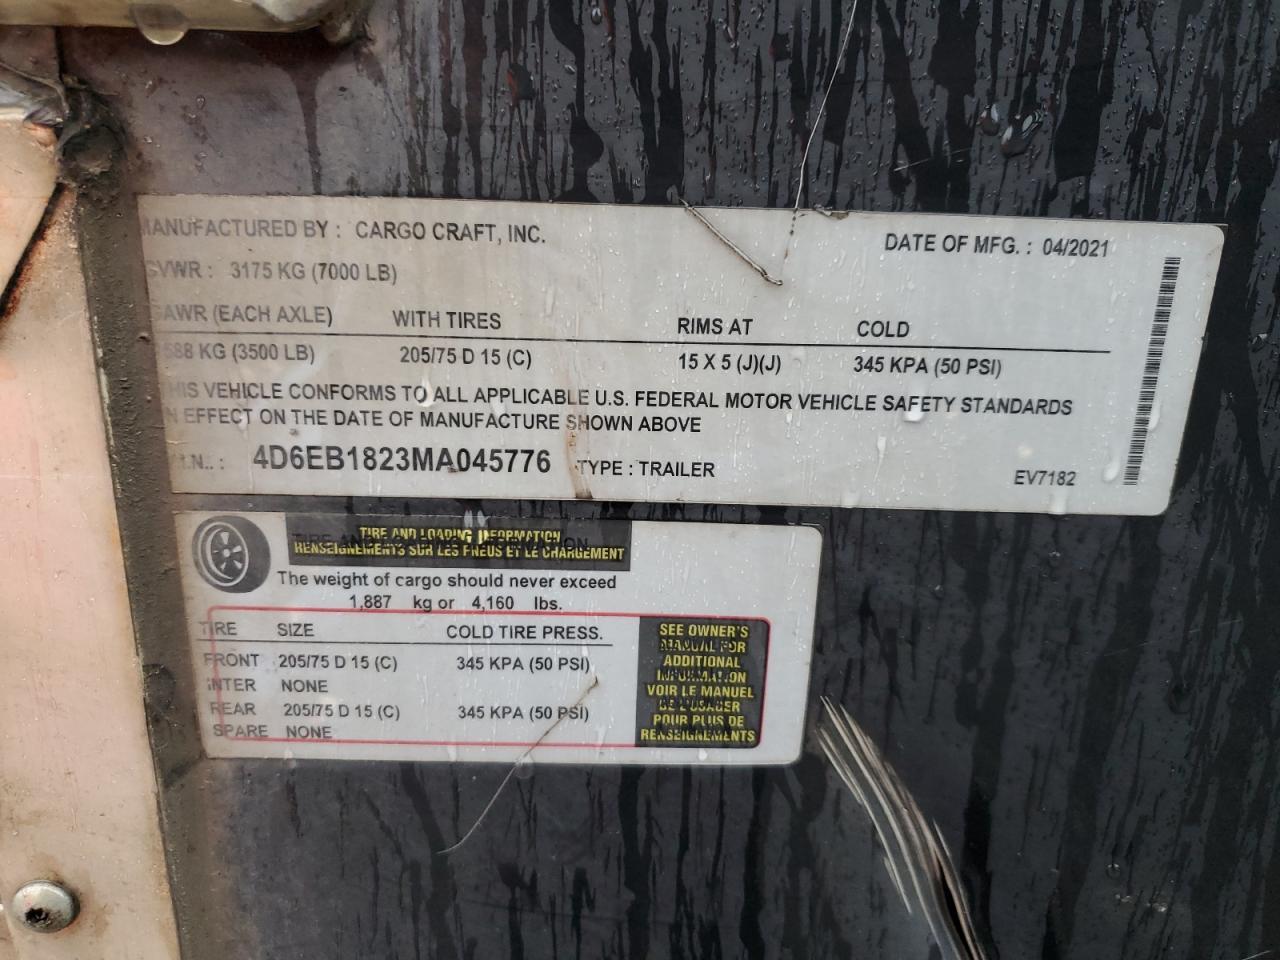 MANUFACTURED BY : CARGO CRAFT, INC. DATE OF MFG. : 04/2021
GVWR : 3175 KG (7000 LB)
GAWR (EACH AXLE) WITH TIRES RIMS AT COLD
1588 KG (3500 LB) 205/75 D 15 (C) 15 X 5 (J)(J) 345 KPA (50 PSI)
THIS VEHICLE CONFORMS TO ALL APPLICABLE U.S. FEDERAL MOTOR VEHICLE SAFETY STANDARDS
IN EFFECT ON THE DATE OF MANUFACTURE SHOWN ABOVE
V.I.N.. : 4D6EB1823MA045776 TYPE : TRAILER EV7182
TIRE AND LOADING INFORMATION
RENSEIGNEMENTS SUR LES PNEUS ET LE CHARGEMENT
The weight of cargo should never exceed
1,887 kg or 4,160 lbs.
TIRE SIZE COLD TIRE PRESS.
FRONT 205/75 D 15 (C) 345 KPA (50 PSI)
INTER NONE
REAR 205/75 D 15 (C) 345 KPA (50 PSI)
SPARE NONE
SEE OWNER'S
MANUAL FOR
ADDITIONAL
INFORMATION
VOIR LE MANUEL
DE L'USAGER
POUR PLUS DE
RENSEIGNEMENTS